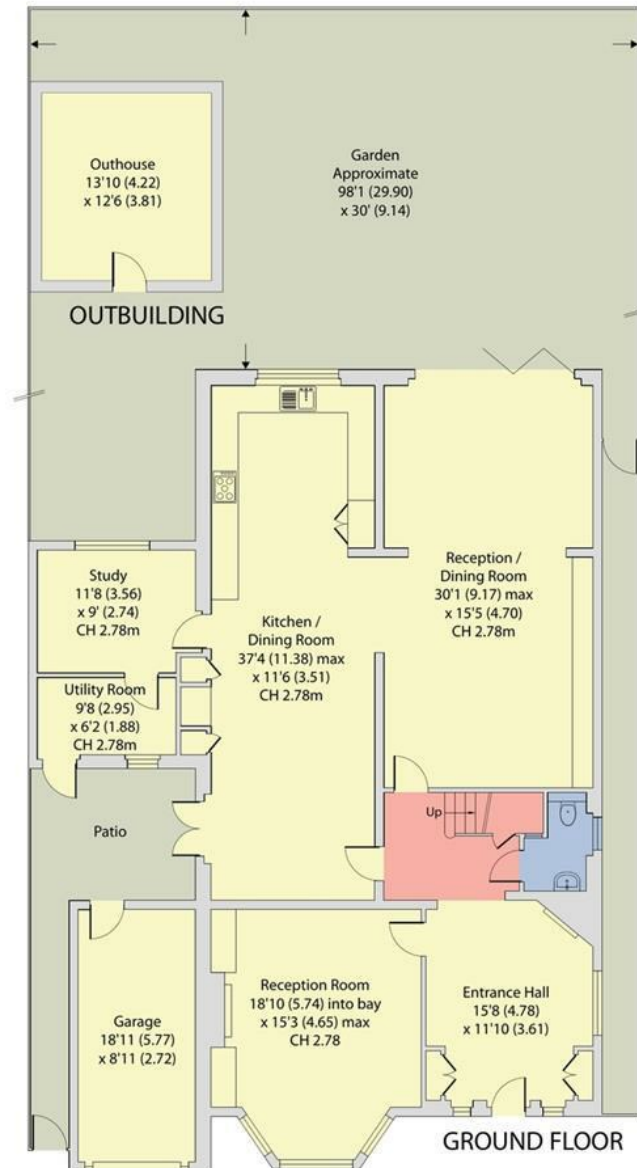 Outhouse
13'10 (4.22)
x 12'6 (3.81)
Garden
Approximate
98'1 (29.90)
x 30' (9.14)
OUTBUILDING
Study
11'8 (3.56)
x 9' (2.74)
CH 2.78m
Kitchen /
Dining Room
37'4 (11.38) max
x 11'6 (3.51)
CH 2.78m
Reception /
Dining Room
30'1 (9.17) max
x 15'5 (4.70)
CH 2.78m
Utility Room
9'8 (2.95)
x 6'2 (1.88)
CH 2.78m
Patio
Up
Garage
18'11 (5.77)
x 8'11 (2.72)
Reception Room
18'10 (5.74) into bay
x 15'3 (4.65) max
CH 2.78
Entrance Hall
15'8 (4.78)
x 11'10 (3.61)
GROUND FLOOR